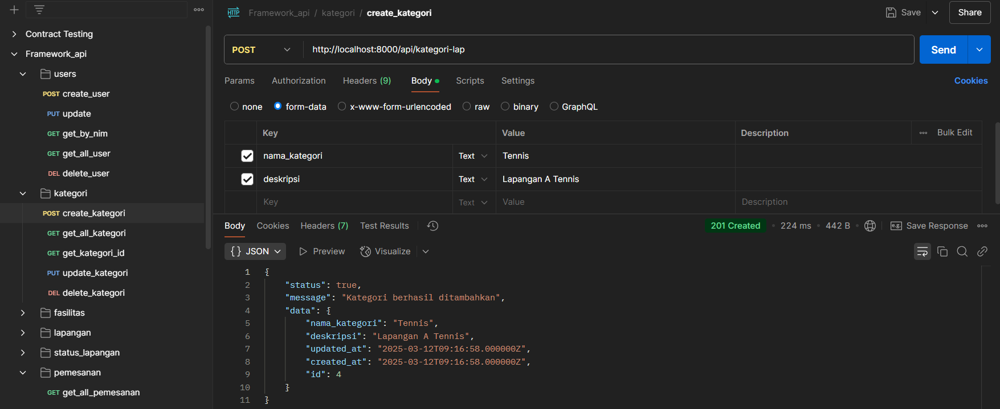 HTTP Framework_api / kategori / create_kategori Save Share
Contract Testing
Framework_api
users
POST create_user
PUT update
GET get_by_nim
GET get_all_user
DEL delete_user
kategori
POST create_kategori
GET get_all_kategori
GET get_kategori_id
PUT update_kategori
DEL delete_kategori
fasilitas
lapangan
status_lapangan
pemesanan
GET get_all_pemesanan
POST http://localhost:8000/api/kategori-lap Send
Params Authorization Headers (9) Body Scripts Settings Cookies
none form-data x-www-form-urlencoded raw binary GraphQL
Key Value Description Bulk Edit
nama_kategori Text Tennis
deskripsi Text Lapangan A Tennis
Key Text Value Description
Body Cookies Headers (7) Test Results 201 Created 224 ms 442 B e.g. Save Response
{} JSON Preview Visualize
1 {
2 "status": true,
3 "message": "Kategori berhasil ditambahkan",
4 "data": {
5 "nama_kategori": "Tennis",
6 "deskripsi": "Lapangan A Tennis",
7 "updated_at": "2025-03-12T09:16:58.000000Z",
8 "created_at": "2025-03-12T09:16:58.000000Z",
9 "id": 4
10 }
11 }